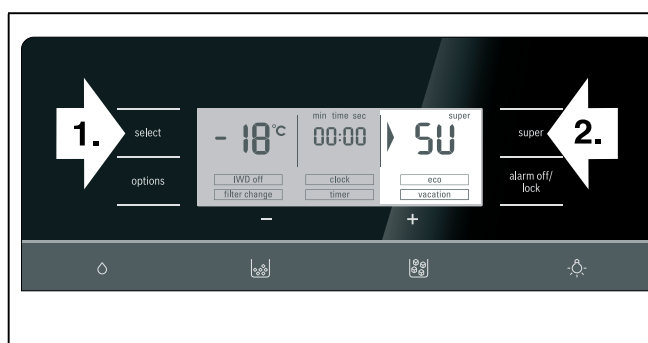 1.
select
options
- 18°C
min time sec
00:00
super
SU
IWD off
filter change
clock
timer
eco
vacation
super
2.
alarm off/
lock
−
+